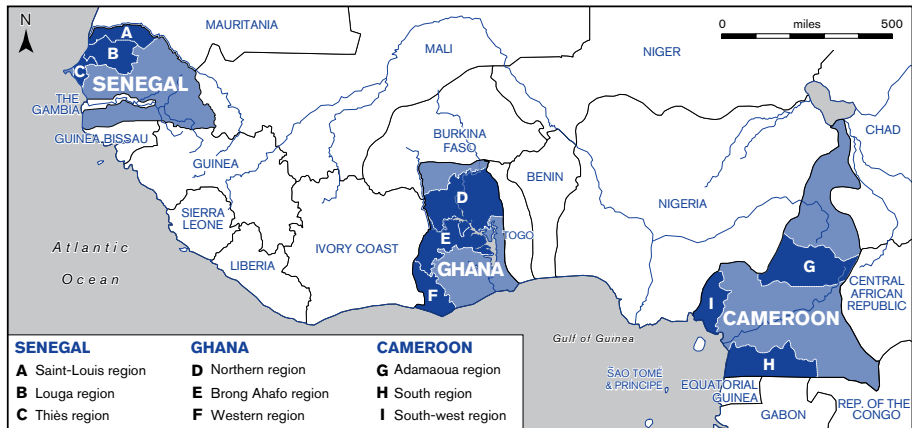 N
MAURITANIA
0 miles 500
A
B
MALI
NIGER
C
SENEGAL
THE
GAMBIA
GUINEA BISSAU
BURKINA
FASO
CHAD
GUINEA
BENIN
D
NIGERIA
SIERRA
LEONE
E
TOGO
Atlantic
Ocean
IVORY COAST
LIBERIA
GHANA
F
G
CENTRAL
AFRICAN
REPUBLIC
I
CAMEROON
Gulf of Guinea
H
SAO TOMÉ
& PRINCIPE
EQUATORIAL
GUINEA
GABON
REP. OF THE
CONGO
SENEGAL
A Saint-Louis region
B Louga region
C Thiès region
GHANA
D Northern region
E Brong Ahafo region
F Western region
CAMEROON
G Adamaoua region
H South region
I South-west region